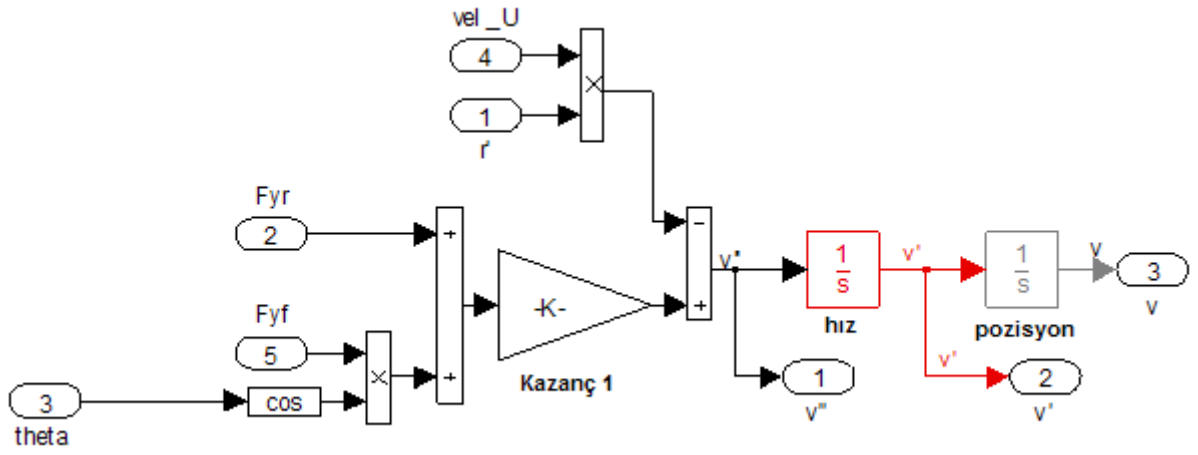 vel _U
4
×
1
r'
Fyr
2
+
-
v''
1
s
v'
1
s
v
3
v
hız
pozisyon
-K-
+
Kazanç 1
Fyf
5
×
+
v'
1
v''
2
v'
3
cos
theta